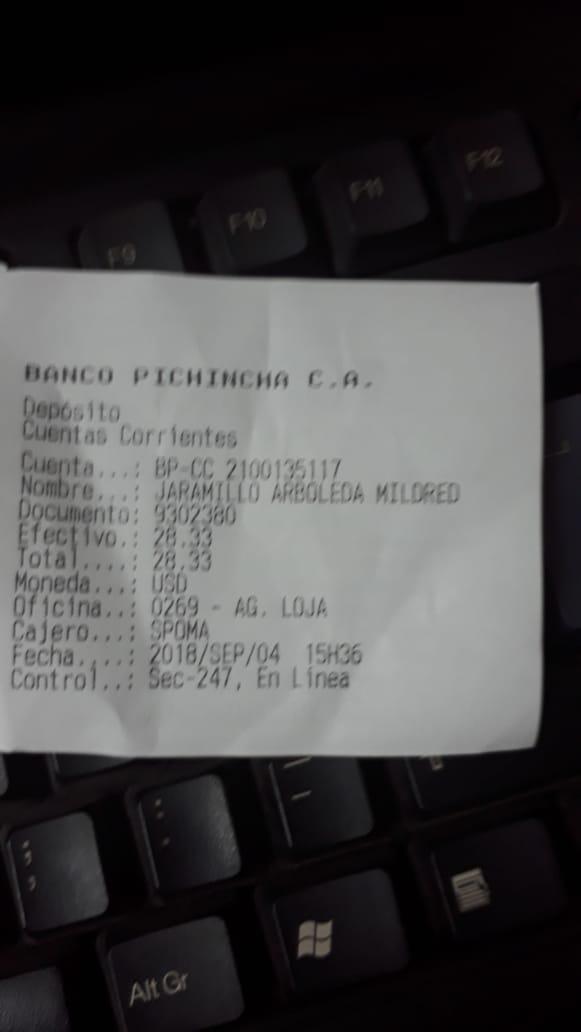 F9 F10 F11 F12
BANCO PICHINCHA C.A.
Depósito
Cuentas Corrientes
Cuenta...: BP-CC 2100135117
Nombre...: JARAMILLO ARBOLEDA MILDRED
Documento: 9302380
Efectivo.: 28.33
Total....: 28.33
Moneda...: USD
Oficina..: 0269 - AG. LOJA
Cajero...: SPOMA
Fecha....: 2018/SEP/04 15H36
Control..: Sec-247, En Línea
; ,
: .
_ -
Alt Gr